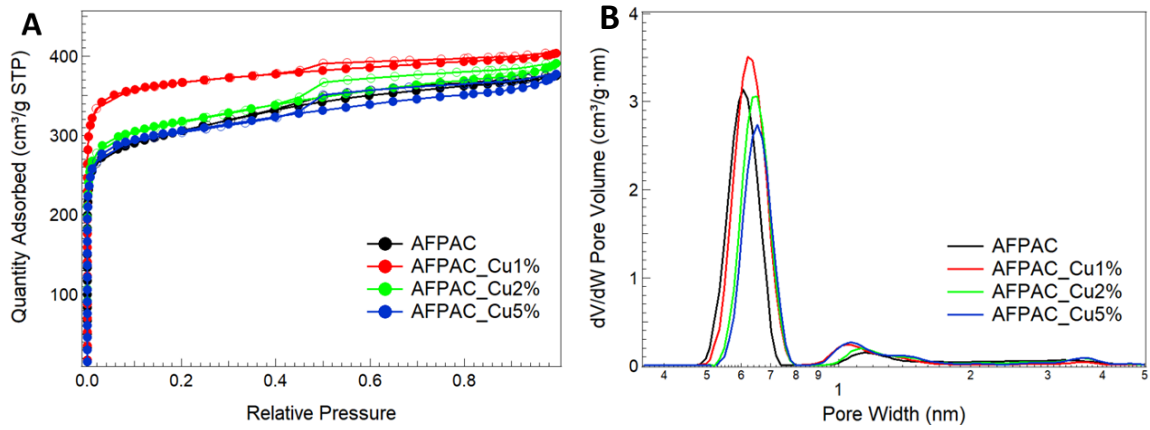 A
Quantity Adsorbed (cm³/g STP)
400
300
200
100
0.0 0.2 0.4 0.6 0.8
Relative Pressure
AFPAC
AFPAC_Cu1%
AFPAC_Cu2%
AFPAC_Cu5%
B
dV/dW Pore Volume (cm³/g·nm)
4
3
2
1
0
4 5 6 7 8 9 1 2 3 4 5
Pore Width (nm)
AFPAC
AFPAC_Cu1%
AFPAC_Cu2%
AFPAC_Cu5%